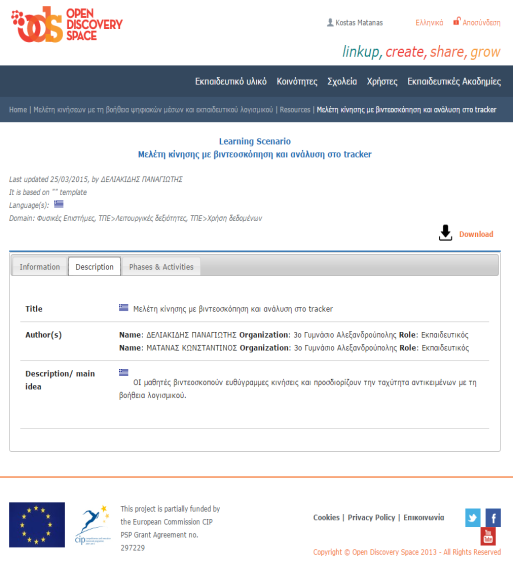 OPEN
DISCOVERY
SPACE
Kostas Matanas Ελληνικά Αποσύνδεση
linkup, create, share, grow
Εκπαιδευτικό υλικό Κοινότητες Σχολεία Χρήστες Εκπαιδευτικές Ακαδημίες
Home | Μελέτη κινήσεων με τη βοήθεια ψηφιακών μέσων και εκπαιδευτικού λογισμικού | Resources | Μελέτη κίνησης με βιντεοσκόπηση και ανάλυση στο tracker
Learning Scenario
Μελέτη κίνησης με βιντεοσκόπηση και ανάλυση στο tracker
Last updated 25/03/2015, by ΔΕΛΙΑΚΙΔΗΣ ΠΑΝΑΓΙΩΤΗΣ
It is based on "" template
Language(s):
Domain: Φυσικές Επιστήμες, ΤΠΕ>Λειτουργικές δεξιότητες, ΤΠΕ>Χρήση δεδομένων
Download
Information Description Phases & Activities
Title Μελέτη κίνησης με βιντεοσκόπηση και ανάλυση στο tracker
Author(s) Name: ΔΕΛΙΑΚΙΔΗΣ ΠΑΝΑΓΙΩΤΗΣ Organization: 3ο Γυμνάσιο Αλεξανδρούπολης Role: Εκπαιδευτικός
Name: ΜΑΤΑΝΑΣ ΚΩΝΣΤΑΝΤΙΝΟΣ Organization: 3ο Γυμνάσιο Αλεξανδρούπολης Role: Εκπαιδευτικός
Description/ main
idea
ΟΙ μαθητές βιντεοσκοπούν ευθύγραμμες κινήσεις και προσδιορίζουν την ταχύτητα αντικειμένων με τη
βοήθεια λογισμικού.
This project is partially funded by
the European Commission CIP
PSP Grant Agreement no.
297229
cip
Cookies | Privacy Policy | Επικοινωνία
You
Copyright © Open Discovery Space 2013 - All Rights Reserved